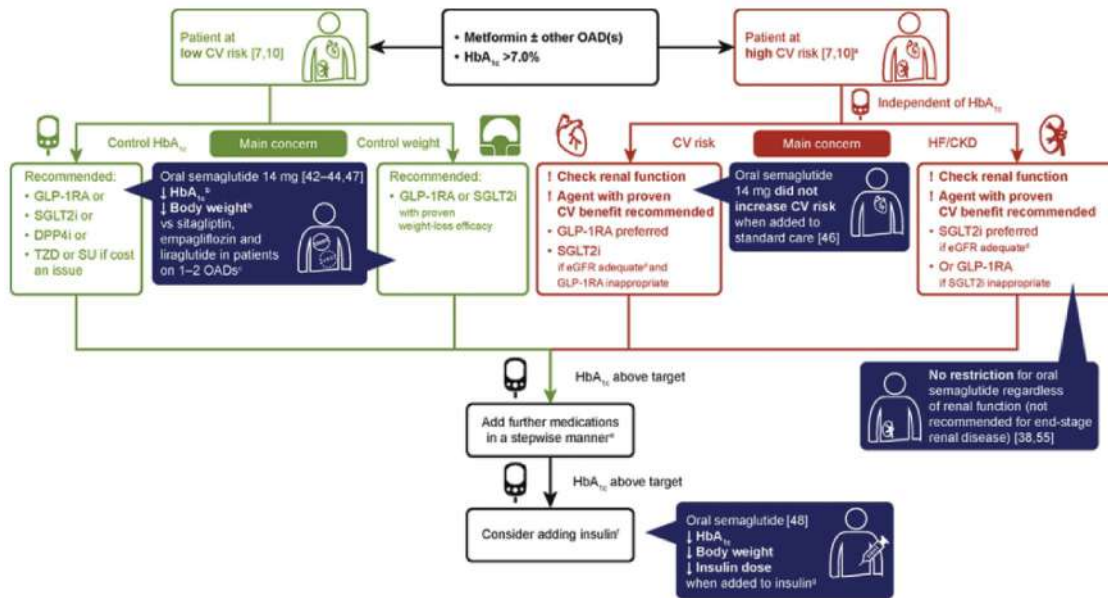 Patient at
low CV risk [7,10]
• Metformin ± other OAD(s)
• HbA1c >7.0%
Patient at
high CV risk [7,10]ᵃ
Independent of HbA1c
Control HbA1c
Main concern
Control weight
CV risk
Main concern
HF/CKD
Recommended:
• GLP-1RA or
• SGLT2i or
• DPP4i or
• TZD or SU if cost
an issue
Oral semaglutide 14 mg [42–44,47]
↓ HbA1cᵇ
↓ Body weightᵇ
vs sitagliptin,
empagliflozin and
liraglutide in patients
on 1–2 OADsᶜ
Recommended:
• GLP-1RA or SGLT2i
with proven
weight-loss efficacy
! Check renal function
! Agent with proven
CV benefit recommended
• GLP-1RA preferred
• SGLT2i
if eGFR adequateᵈ and
GLP-1RA inappropriate
Oral semaglutide
14 mg did not
increase CV risk
when added to
standard care [46]
! Check renal function
! Agent with proven
CV benefit recommended
• SGLT2i preferred
if eGFR adequateᵈ
• Or GLP-1RA
if SGLT2i inappropriate
HbA1c above target
No restriction for oral
semaglutide regardless
of renal function (not
recommended for end-stage
renal disease) [38,55]
Add further medications
in a stepwise mannerᵉ
HbA1c above target
Consider adding insulinᶠ
Oral semaglutide [48]
↓ HbA1c
↓ Body weight
↓ Insulin dose
when added to insulinᵍ